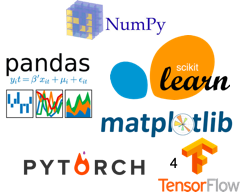 NumPy
pandas
y_it = β′x_it + μ_i + ε_it
scikit
learn
matplotlib
PYTORCH
4
TensorFlow